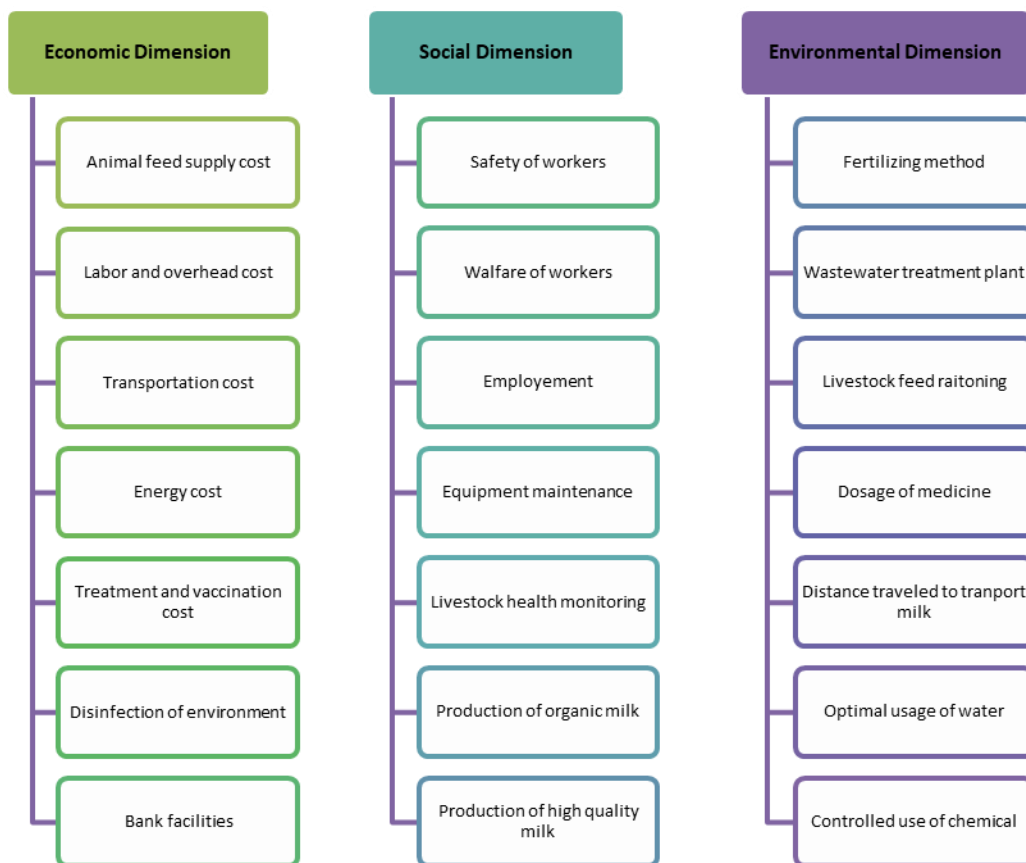 Economic Dimension
Animal feed supply cost
Labor and overhead cost
Transportation cost
Energy cost
Treatment and vaccination
cost
Disinfection of environment
Bank facilities
Social Dimension
Safety of workers
Walfare of workers
Employement
Equipment maintenance
Livestock health monitoring
Production of organic milk
Production of high quality
milk
Environmental Dimension
Fertilizing method
Wastewater treatment plant
Livestock feed raitoning
Dosage of medicine
Distance traveled to tranport
milk
Optimal usage of water
Controlled use of chemical